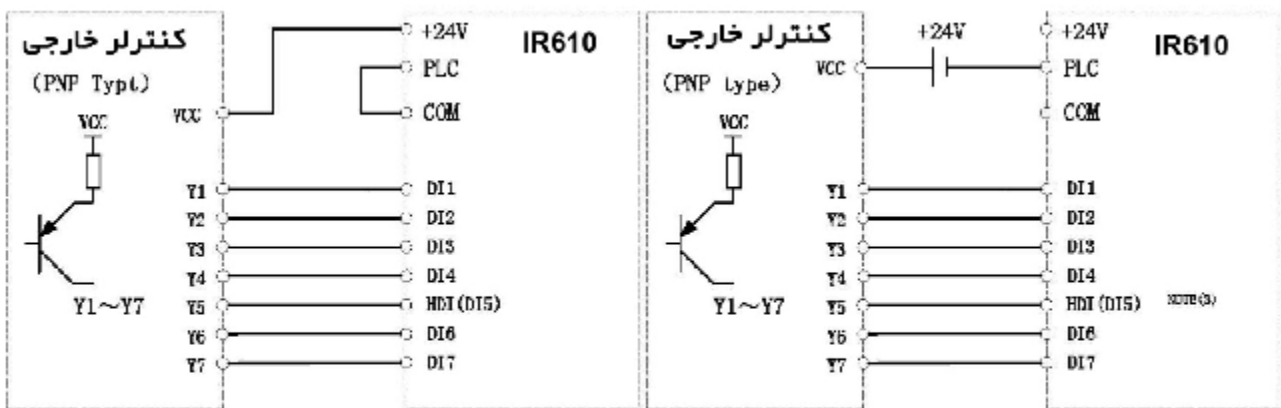 کنترلر خارجی
(PNP Typt)
VCC
VCC
Y1
Y2
Y3
Y4
Y5
Y6
Y7
Y1～Y7
+24V
IR610
PLC
COM
DI1
DI2
DI3
DI4
HDI(DI5)
DI6
DI7
کنترلر خارجی
(PNP type)
VCC
VCC
Y1
Y2
Y3
Y4
Y5
Y6
Y7
Y1～Y7
+24V
+24V
IR610
PLC
COM
DI1
DI2
DI3
DI4
HDI(DI5)
DI6
DI7